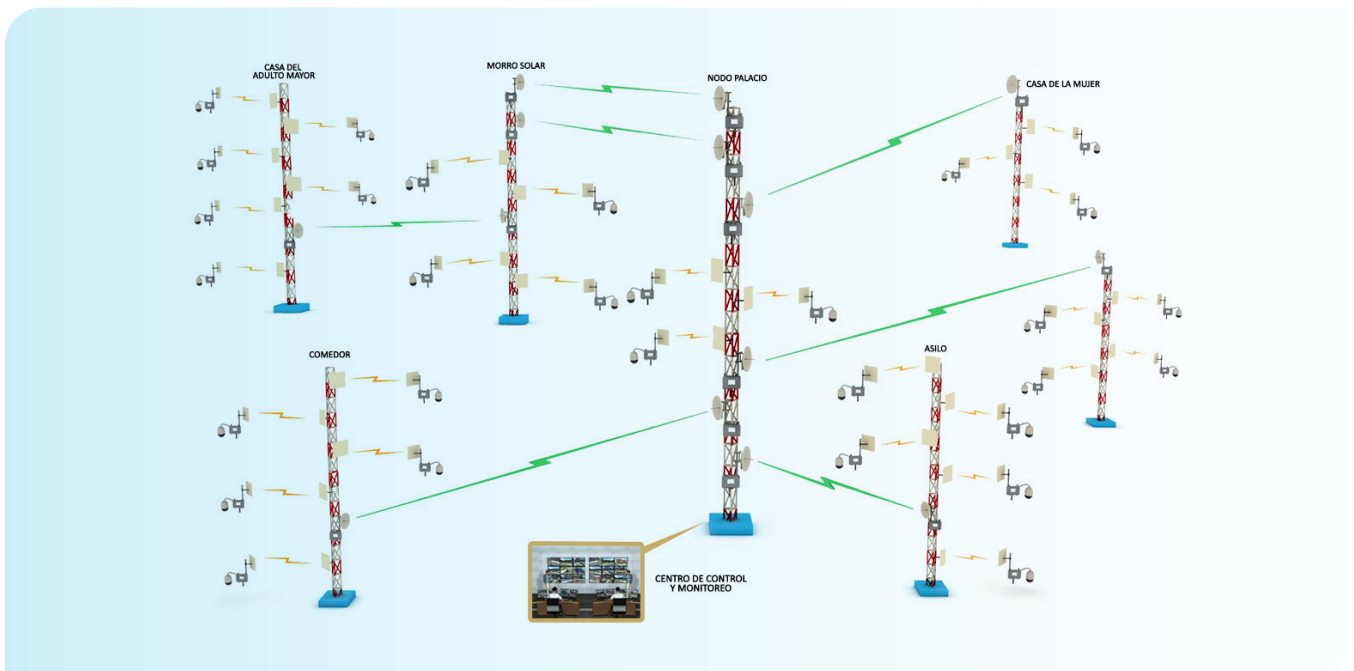 CASA DEL
ADULTO MAYOR
MORRO SOLAR
NODO PALACIO
CASA DE LA MUJER
COMEDOR
ASILO
CENTRO DE CONTROL
Y MONITOREO